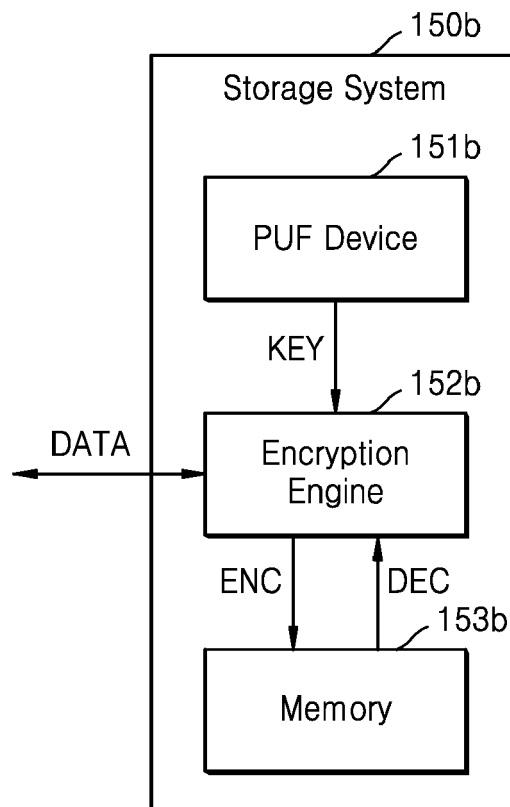 150b
Storage System
151b
PUF Device
KEY
152b
DATA
Encryption
Engine
ENC
DEC
153b
Memory